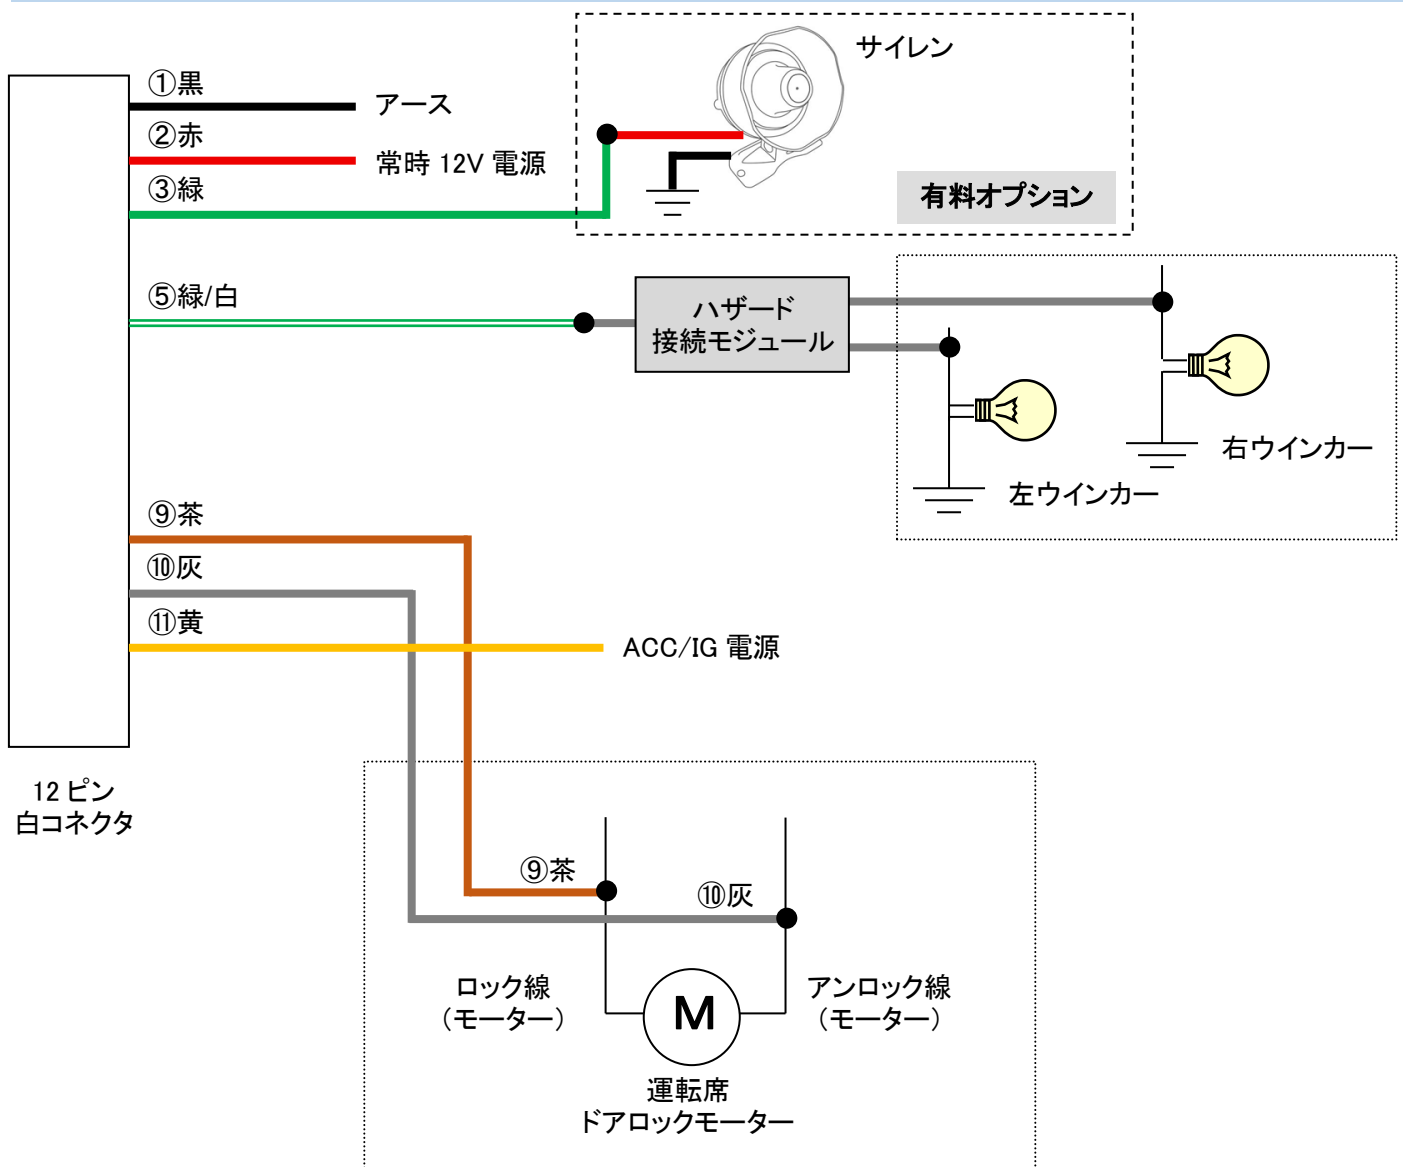 サイレン
①黒
アース
②赤
常時 12V 電源
③緑
有料オプション
⑤緑/白
ハザード
接続モジュール
右ウインカー
左ウインカー
⑨茶
⑩灰
⑪黄
ACC/IG 電源
12 ピン
白コネクタ
⑨茶
⑩灰
ロック線
（モーター）
M
アンロック線
（モーター）
運転席
ドアロックモーター